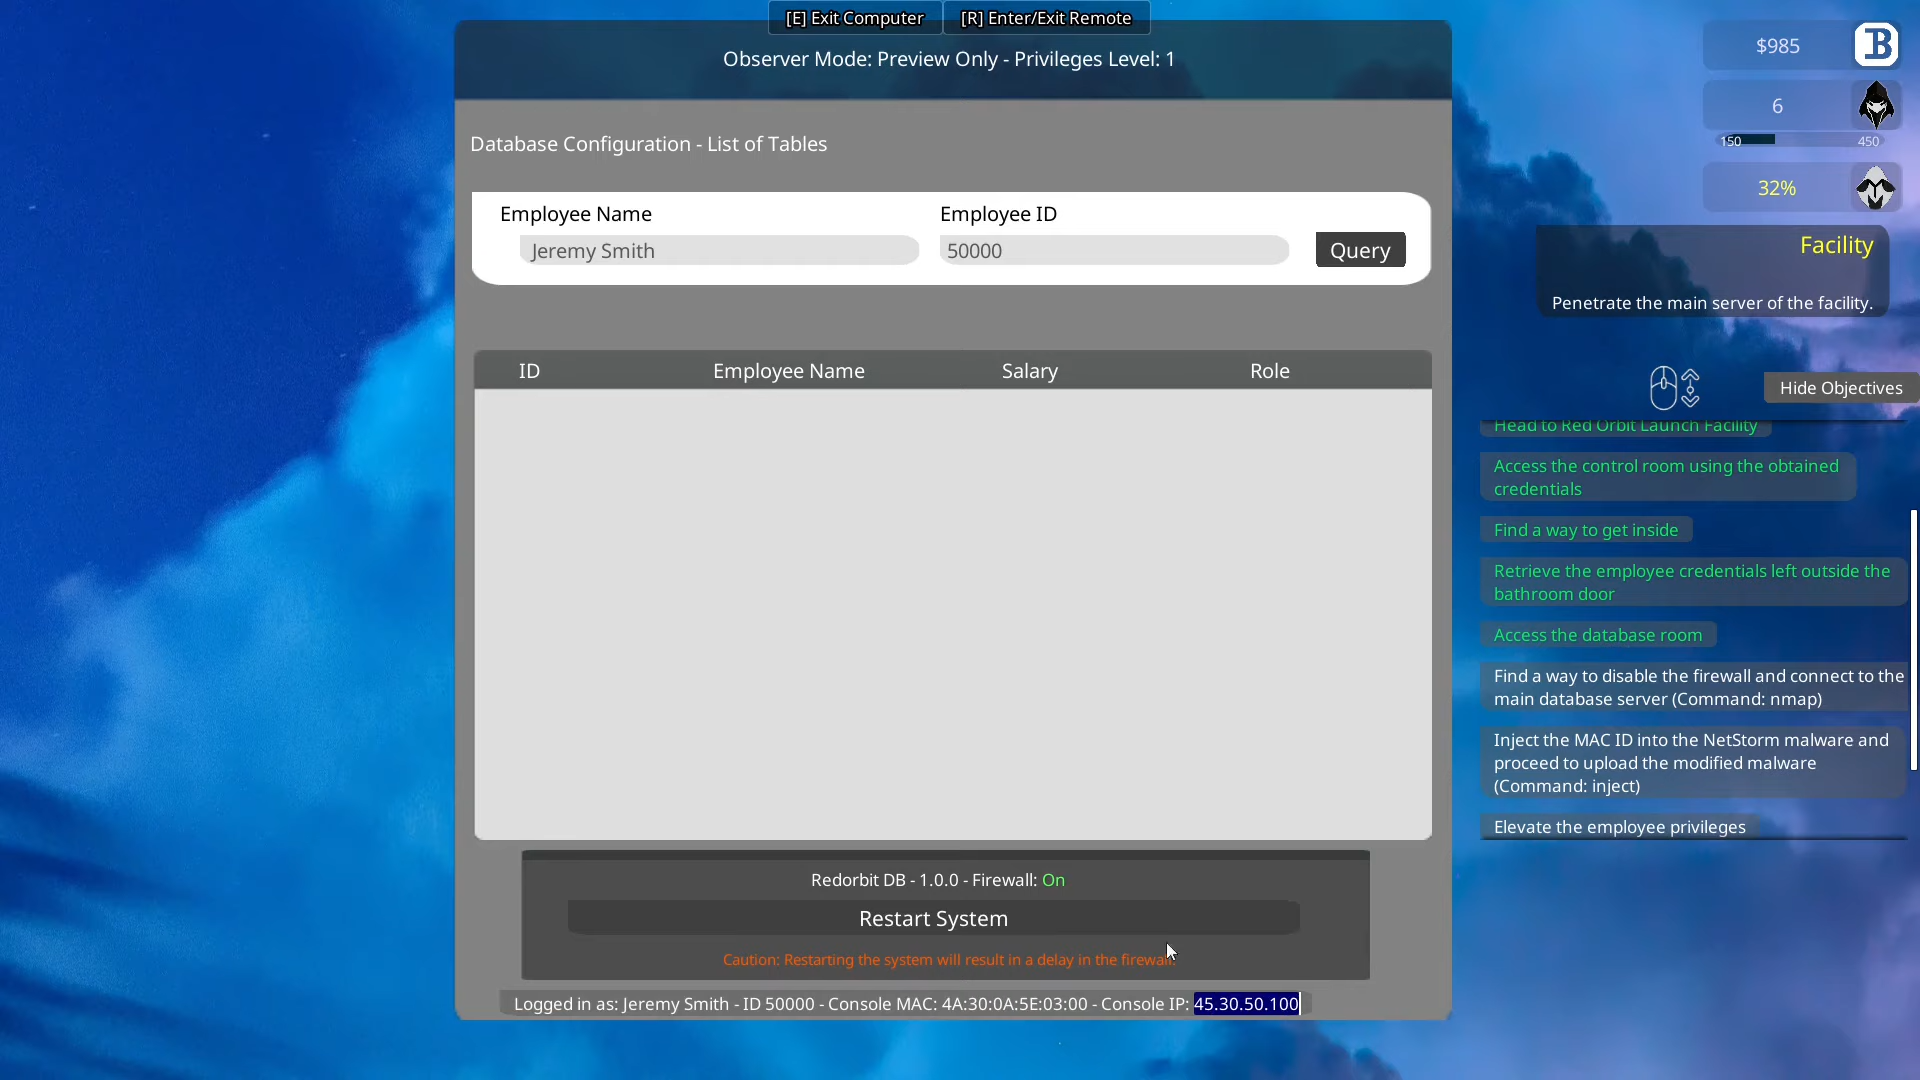 [E] Exit Computer
[R] Enter/Exit Remote
Observer Mode: Preview Only - Privileges Level: 1
Database Configuration - List of Tables
Employee Name
Employee ID
Jeremy Smith
50000
Query
ID
Employee Name
Salary
Role
Redorbit DB - 1.0.0 - Firewall: On
Restart System
Caution: Restarting the system will result in a delay in the firewall.
Logged in as: Jeremy Smith - ID 50000 - Console MAC: 4A:30:0A:5E:03:00 - Console IP: 45.30.50.100
$985
B
6
150
450
32%
Facility
Penetrate the main server of the facility.
Hide Objectives
Head to Red Orbit Launch Facility
Access the control room using the obtained
credentials
Find a way to get inside
Retrieve the employee credentials left outside the
bathroom door
Access the database room
Find a way to disable the firewall and connect to the
main database server (Command: nmap)
Inject the MAC ID into the NetStorm malware and
proceed to upload the modified malware
(Command: inject)
Elevate the employee privileges